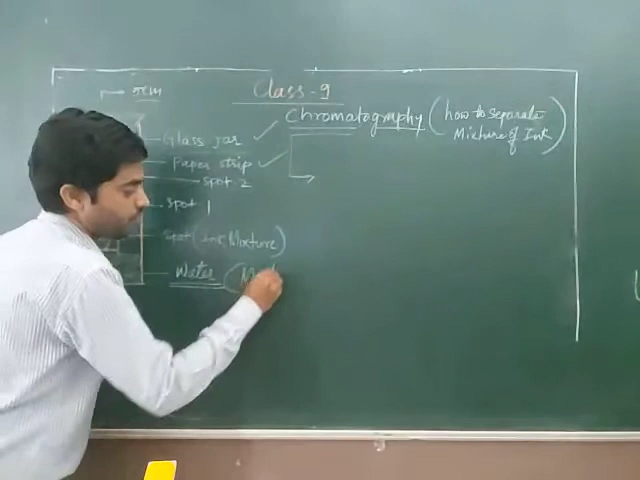 Class-9
Chromatography (how to separate
Mixture of Ink)
Glass jar
Paper strip
spot 2
spot 1
spot (Ink Mixture)
Water